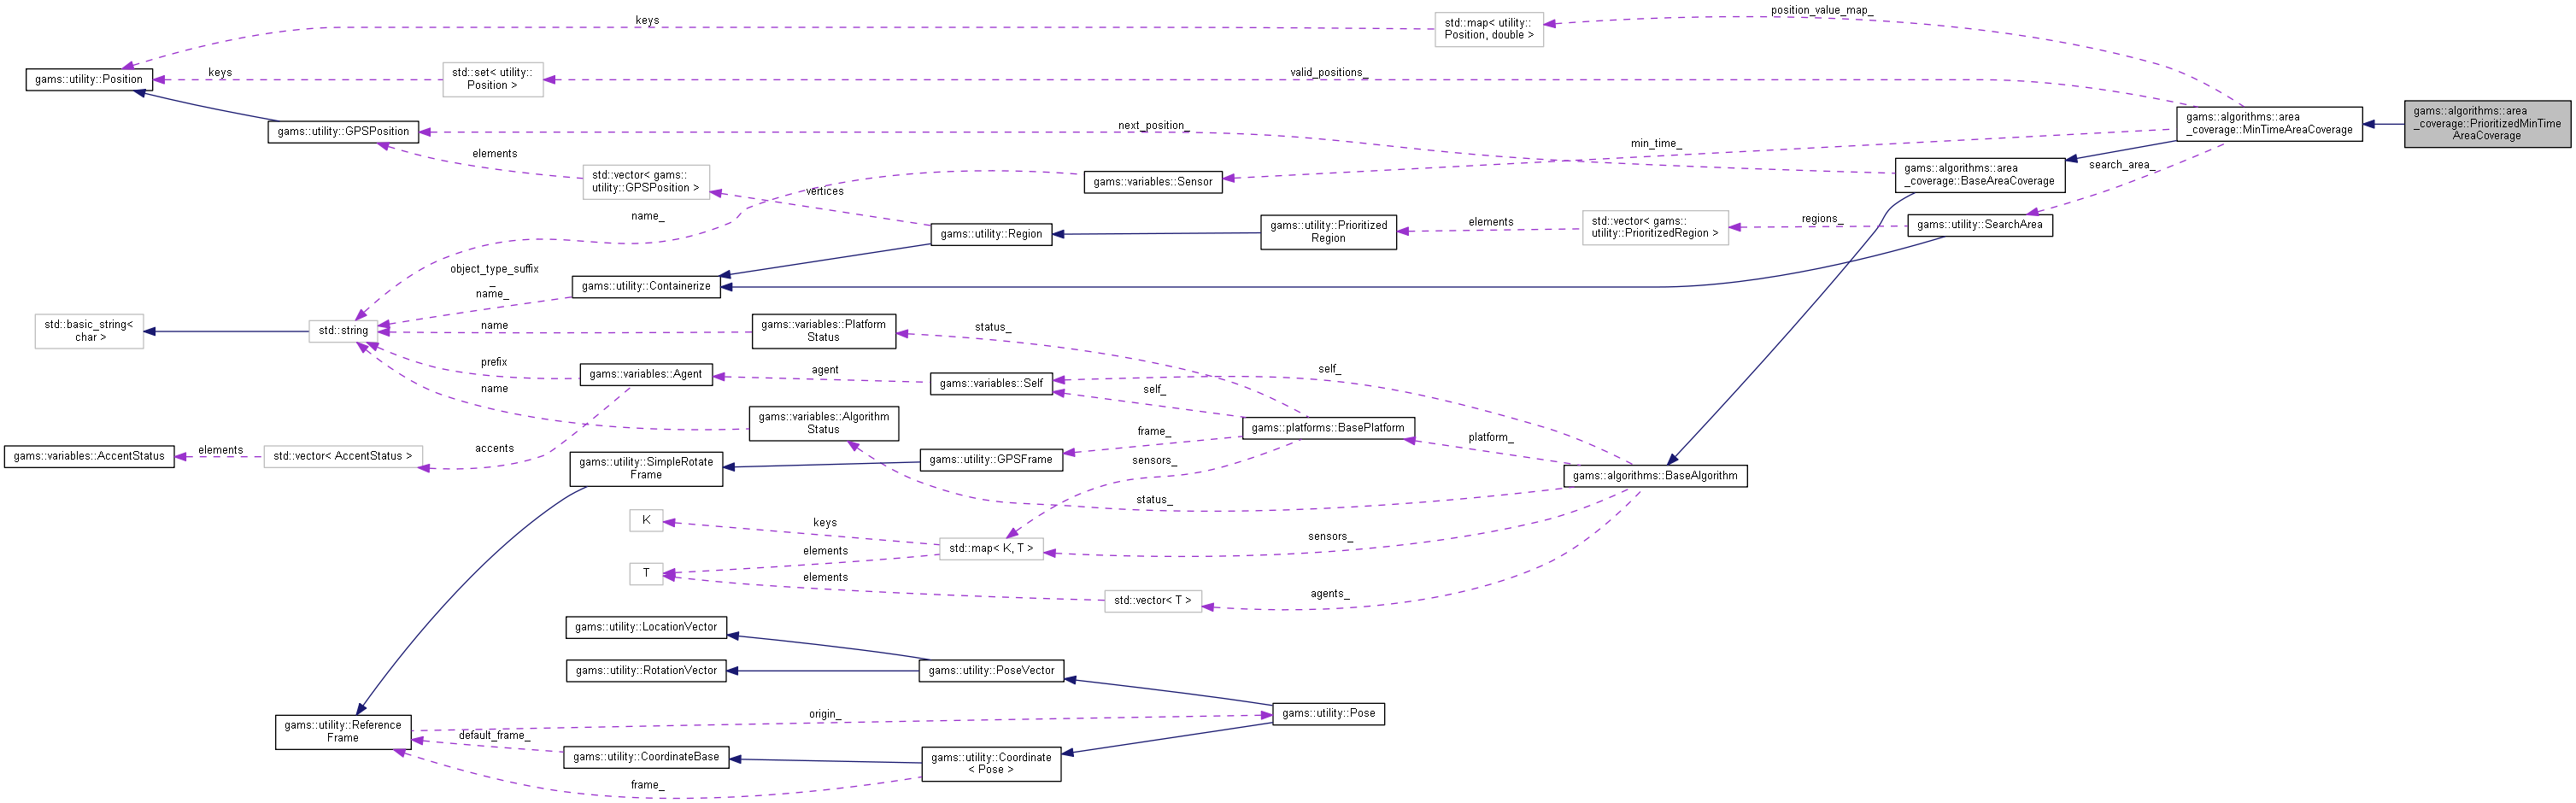 keys
std::map< utility::
Position, double >
position_value_map_
gams::utility::Position
keys
std::set< utility::
Position >
valid_positions_
gams::algorithms::area
_coverage::MinTimeAreaCoverage
gams::algorithms::area
_coverage::PrioritizedMinTime
AreaCoverage
gams::utility::GPSPosition
next_position_
min_time_
elements
std::vector< gams::
utility::GPSPosition >
vertices
gams::variables::Sensor
gams::algorithms::area
_coverage::BaseAreaCoverage
search_area_
name_
gams::utility::Region
gams::utility::Prioritized
Region
elements
std::vector< gams::
utility::PrioritizedRegion >
regions_
gams::utility::SearchArea
object_type_suffix
_
name_
gams::utility::Containerize
std::basic_string<
char >
std::string
name
gams::variables::Platform
Status
status_
prefix
gams::variables::Agent
agent
gams::variables::Self
self_
self_
name
gams::variables::Algorithm
Status
gams::platforms::BasePlatform
platform_
frame_
gams::variables::AccentStatus
elements
std::vector< AccentStatus >
accents
gams::utility::SimpleRotate
Frame
gams::utility::GPSFrame
sensors_
gams::algorithms::BaseAlgorithm
status_
K
keys
std::map< K, T >
sensors_
elements
T
elements
std::vector< T >
agents_
gams::utility::LocationVector
gams::utility::RotationVector
gams::utility::PoseVector
gams::utility::Reference
Frame
origin_
gams::utility::Pose
default_frame_
gams::utility::CoordinateBase
gams::utility::Coordinate
< Pose >
frame_